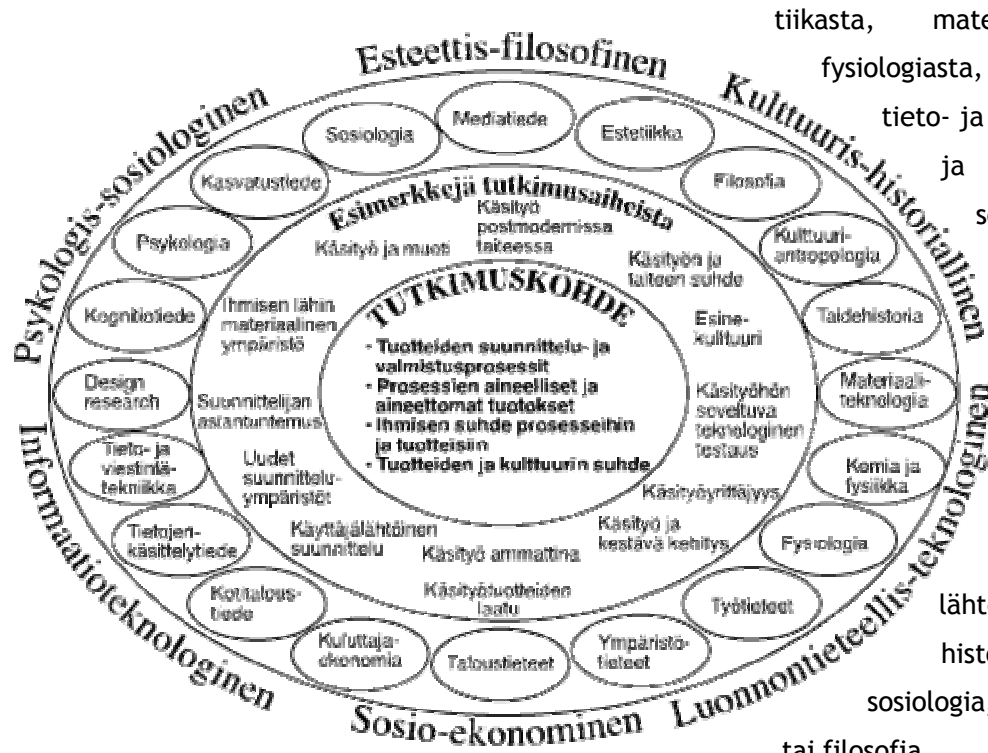 tiikasta,
fysiologiasta,
tieto- ja
ja
Esteettis-filosofinen
Kulttuuris-historiallinen
Luonnontieteellis-teknologinen
Sosio-ekonominen
Informaatioteknologinen
Psykologis-sosiologinen
Mediatiede
Estetiikka
Filosofia
Kulttuuri-
antropologia
Taidehistoria
Materiaali-
teknologia
Kemia ja
fysiikka
Fysiologia
Työtieteet
Ympäristö-
tieteet
Taloustieteet
Kuluttaja-
ekonomia
Kotitalous-
tiede
Tietojen-
käsittelytiede
Tieto- ja
viestintä-
tekniikka
Design
research
Kognitiotiede
Psykologia
Kasvatustiede
Sosiologia
Esimerkkejä tutkimusaiheista
Käsityö
postmodernissa
taiteessa
Käsityön ja
taiteen suhde
Esine-
kulttuuri
Käsityöhön
soveltuva
teknologinen
testaus
Käsityöyrittäjyys
Käsityö ja
kestävä kehitys
Käsityö ammattina
Käsityötuotteiden
laatu
Käyttäjälähtöinen
suunnittelu
Uudet
suunnittelu-
ympäristöt
Suunnittelijan
asiantuntemus
Ihmisen lähin
materiaalinen
ympäristö
Käsityö ja muoti
TUTKIMUSKOHDE
- Tuotteiden suunnittelu- ja
valmistusprosessit
- Prosessien aineelliset ja
aineettomat tuotokset
- Ihmisen suhde prosesseihin
ja tuotteisiin
- Tuotteiden ja kulttuurin suhde
sosiologia,
tai filosofia